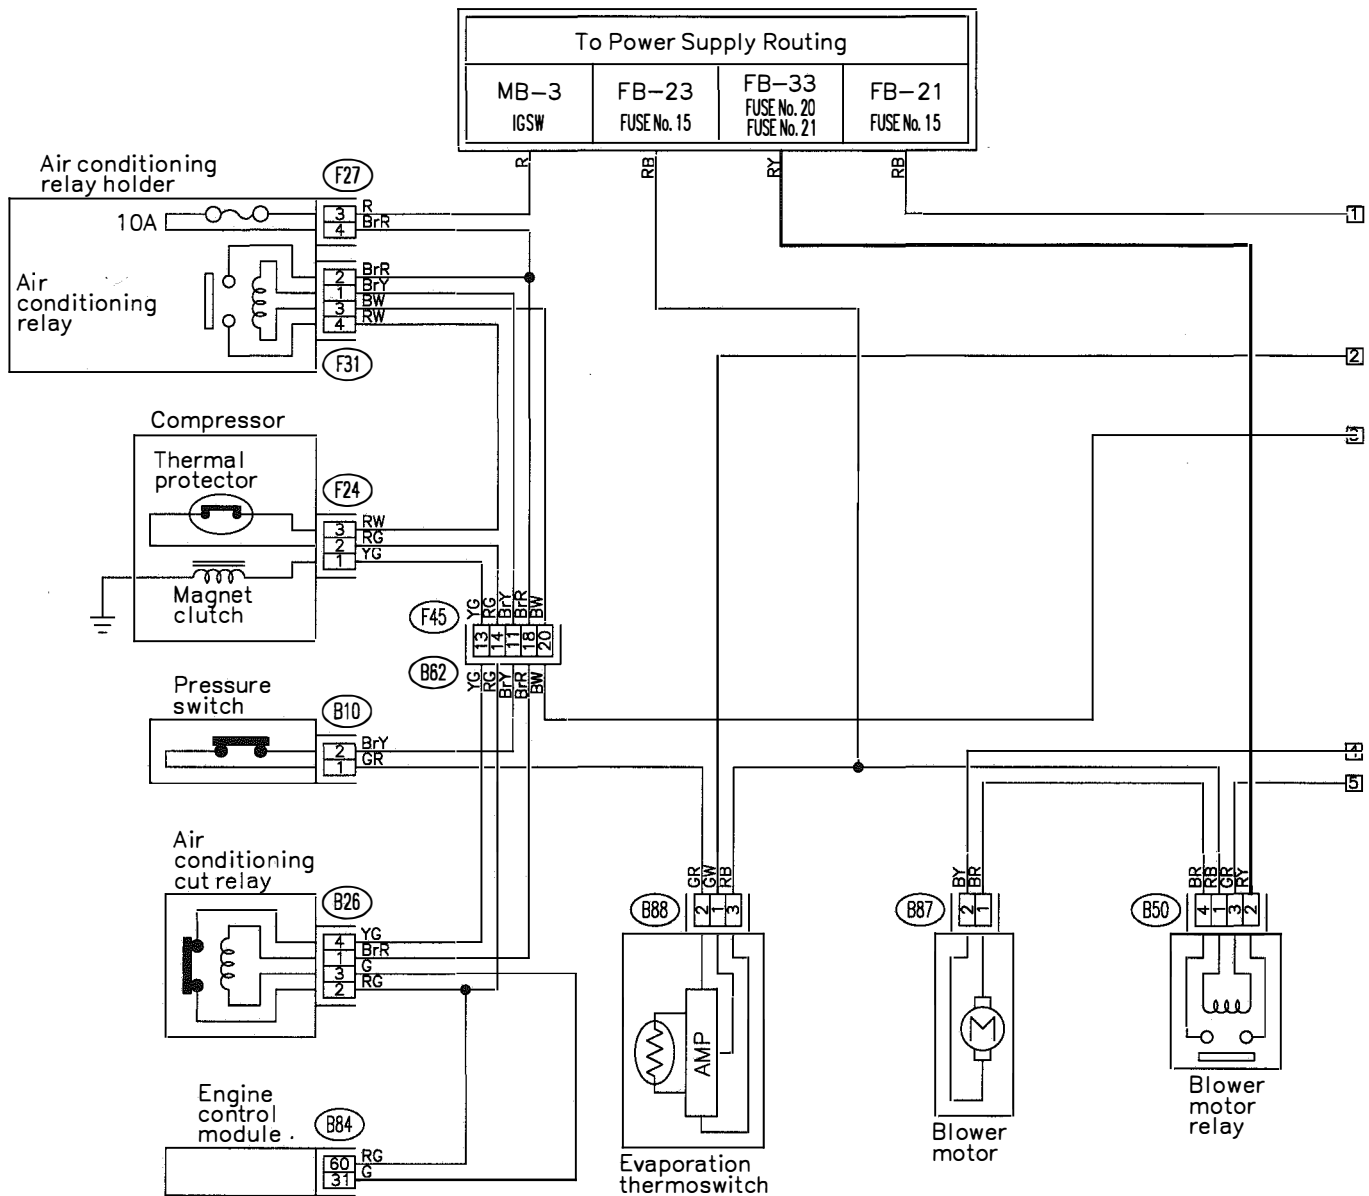 To Power Supply Routing
MB-3
IGSW
FB-23
FUSE No. 15
FB-33
FUSE No. 20
FUSE No. 21
FB-21
FUSE No. 15
R
RB
RY
RB
Air conditioning
relay holder
F27
10A
3
4
R
BrR
1
Air
conditioning
relay
2
1
3
4
BrR
BrY
BW
RW
F31
2
3
Compressor
Thermal
protector
F24
3
2
1
RW
RG
YG
Magnet
clutch
F45
YG
RG
BrY
BrR
BW
13
14
11
18
20
B62
YG
RG
BrY
BrR
BW
Pressure
switch
B10
2
1
BrY
GR
4
5
Air
conditioning
cut relay
B26
4
1
3
2
YG
BrR
G
RG
B88
GR
GW
RB
2
1
3
AMP
Evaporation
thermoswitch
B87
BY
BR
2
1
M
Blower
motor
B50
BR
RB
GR
RY
4
1
3
2
Blower
motor
relay
Engine
control
module
B84
60
31
RG
G